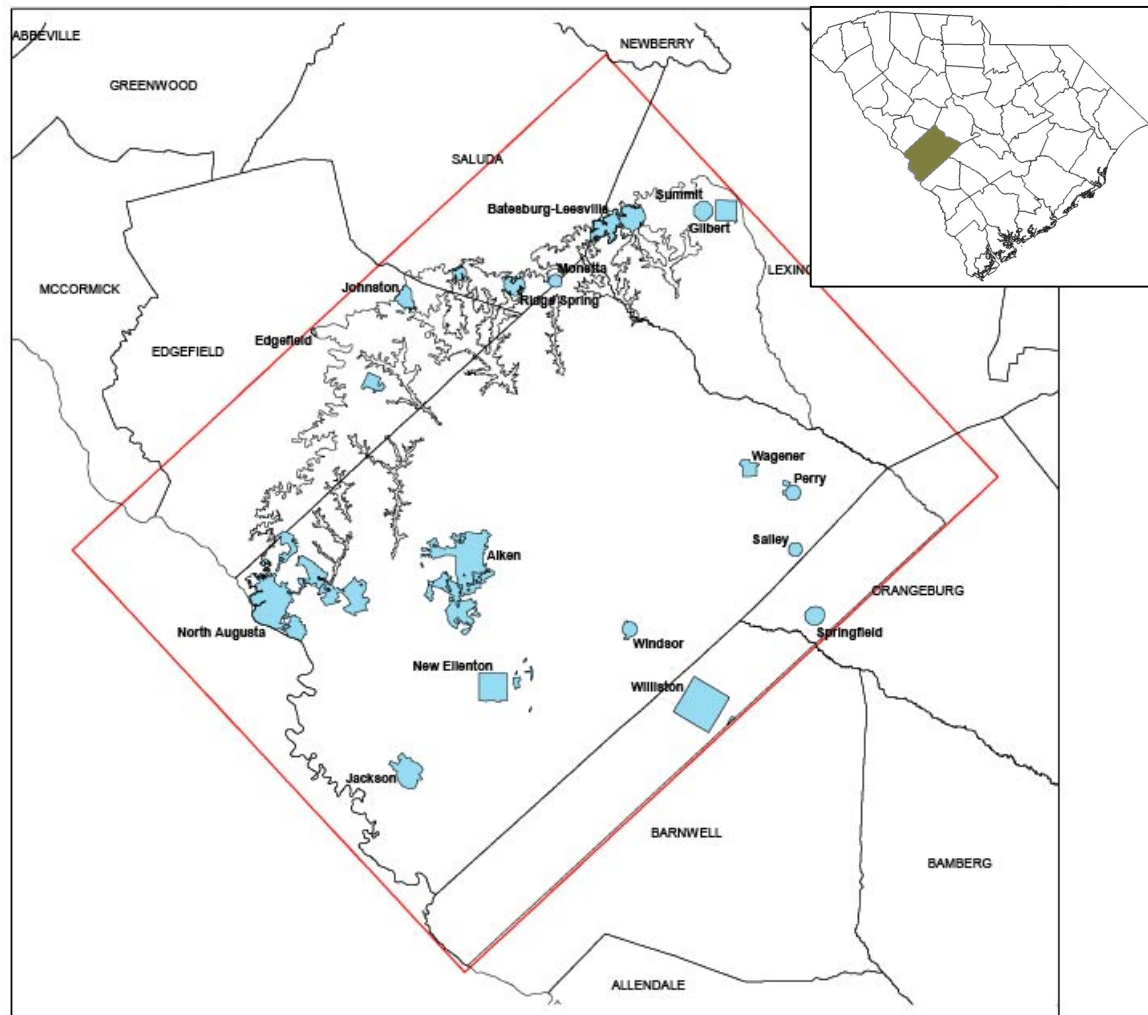 ABBEVILLE
NEWBERRY
GREENWOOD
SALUDA
Summit
Batesburg-Leesville
Gilbert
LEXIN
Monetta
MCCORMICK
Johnston
Ridge Spring
Edgefield
EDGEFIELD
Wagener
Perry
Salley
Aiken
ORANGEBURG
North Augusta
Springfield
Windsor
New Ellenton
Williston
Jackson
BARNWELL
BAMBERG
ALLENDALE